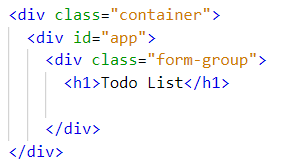 <div class="container">
<div id="app">
<div class="form-group">
<h1>Todo List</h1>
</div>
</div>